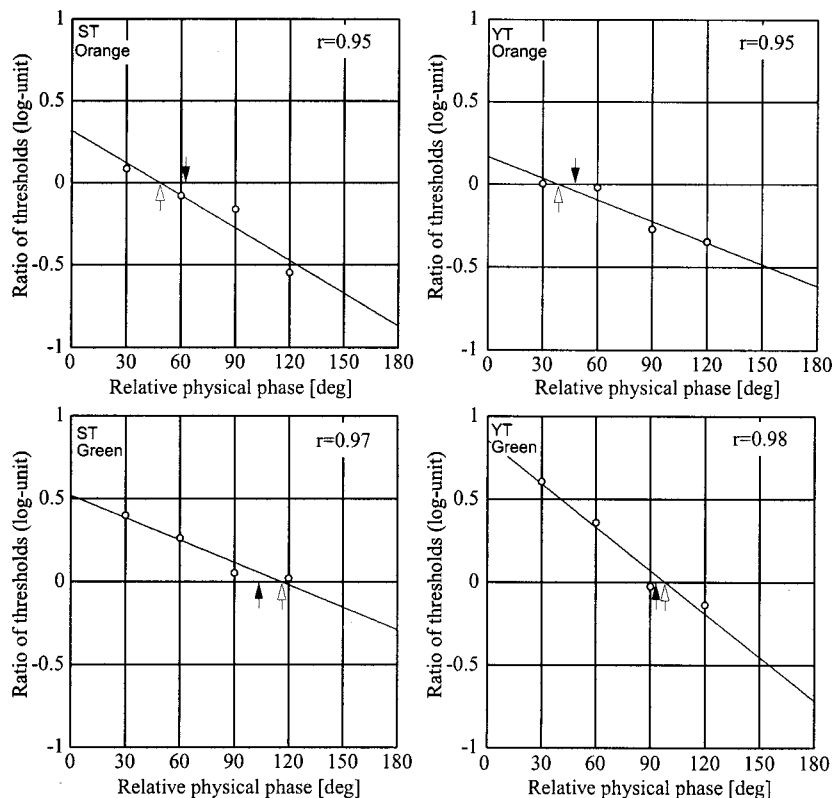 ST
Orange
r=0.95
Ratio of thresholds (log-unit)
1
0.5
0
-0.5
-1
0 30 60 90 120 150 180
Relative physical phase [deg]
YT
Orange
r=0.95
Ratio of thresholds (log-unit)
1
0.5
0
-0.5
-1
0 30 60 90 120 150 180
Relative physical phase [deg]
ST
Green
r=0.97
Ratio of thresholds (log-unit)
1
0.5
0
-0.5
-1
0 30 60 90 120 150 180
Relative physical phase [deg]
YT
Green
r=0.98
Ratio of thresholds (log-unit)
1
0.5
0
-0.5
-1
0 30 60 90 120 150 180
Relative physical phase [deg]